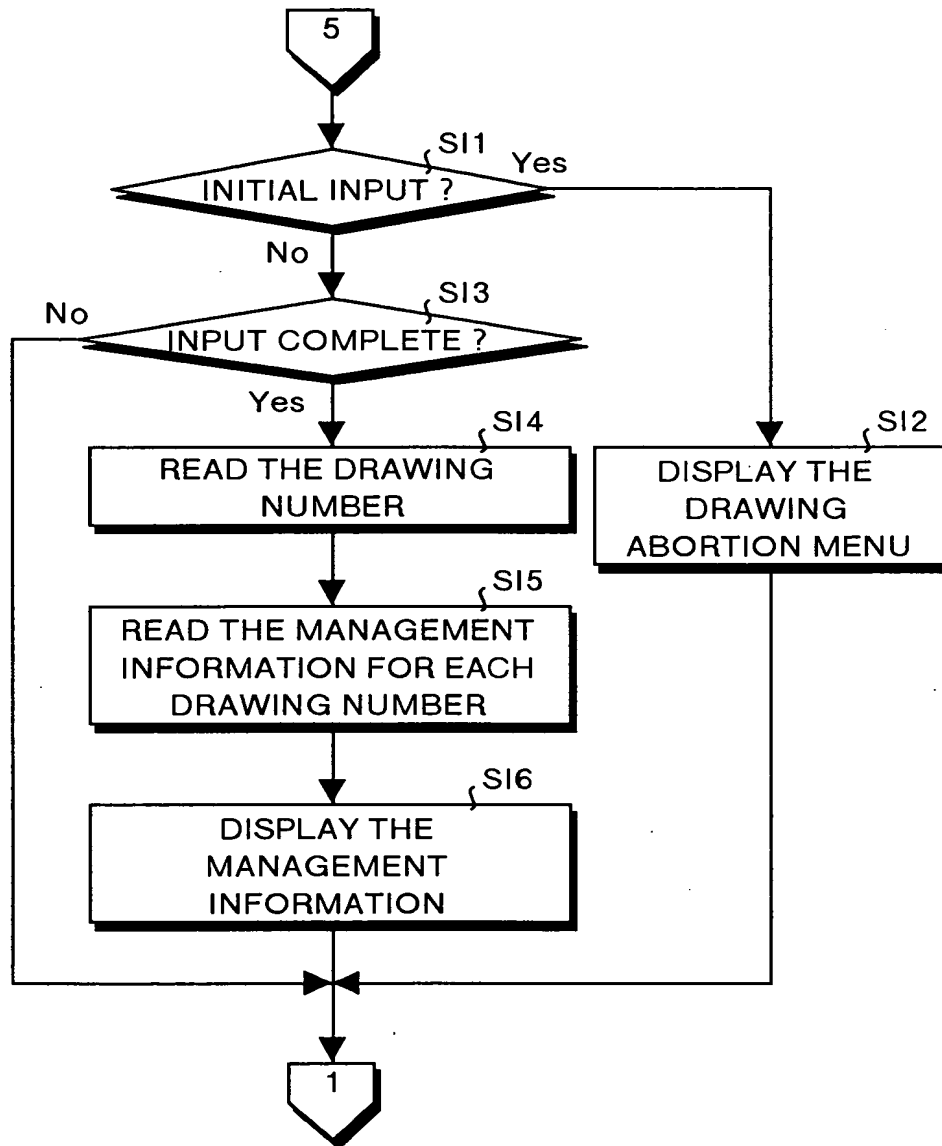 5
SI1
Yes
INITIAL INPUT ?
No
SI3
No
INPUT COMPLETE ?
Yes
SI4
READ THE DRAWING
NUMBER
SI2
DISPLAY THE
DRAWING
ABORTION MENU
SI5
READ THE MANAGEMENT
INFORMATION FOR EACH
DRAWING NUMBER
SI6
DISPLAY THE
MANAGEMENT
INFORMATION
1